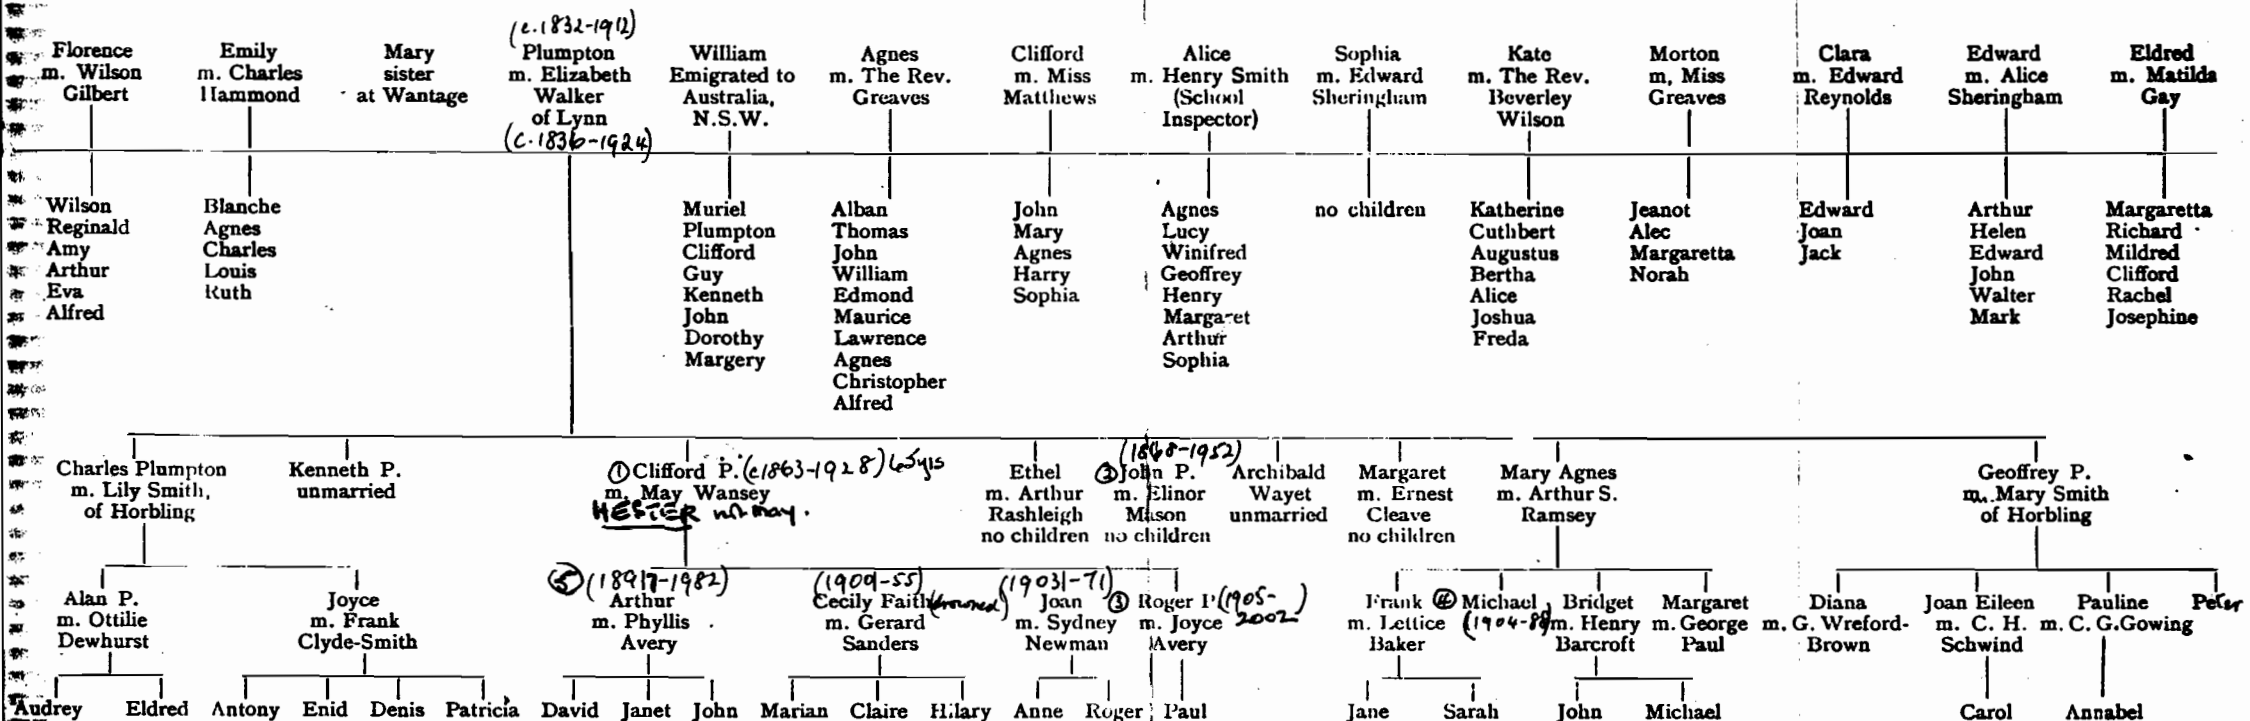 (c.1832-1912)
Florence
m. Wilson
Gilbert
Emily
m. Charles
Hammond
Mary
sister
at Wantage
Plumpton
m. Elizabeth
Walker
of Lynn
(c.1836-1924)
William
Emigrated to
Australia,
N.S.W.
Agnes
m. The Rev.
Greaves
Clifford
m. Miss
Matthews
Alice
m. Henry Smith
(School
Inspector)
Sophia
m. Edward
Sheringham
Kate
m. The Rev.
Beverley
Wilson
Morton
m, Miss
Greaves
Clara
m. Edward
Reynolds
Edward
m. Alice
Sheringham
Eldred
m. Matilda
Gay
Wilson
Reginald
Amy
Arthur
Eva
Alfred
Blanche
Agnes
Charles
Louis
Ruth
Muriel
Plumpton
Clifford
Guy
Kenneth
John
Dorothy
Margery
Alban
Thomas
John
William
Edmond
Maurice
Lawrence
Agnes
Christopher
Alfred
John
Mary
Agnes
Harry
Sophia
Agnes
Lucy
Winifred
Geoffrey
Henry
Margaret
Arthur
Sophia
no children
Katherine
Cuthbert
Augustus
Bertha
Alice
Joshua
Freda
Jeanot
Alec
Margaretta
Norah
Edward
Joan
Jack
Arthur
Helen
Edward
John
Walter
Mark
Margaretta
Richard
Mildred
Clifford
Rachel
Josephine
Charles Plumpton
m. Lily Smith,
of Horbling
Kenneth P.
unmarried
① Clifford P. (c1863-1928) 65yrs
m. May Wansey
HESTER not may.
Ethel
m. Arthur
Rashleigh
no children
(1868-1952)
② John P.
m. Elinor
Mason
no children
Archibald
Wayet
unmarried
Margaret
m. Ernest
Cleave
no children
Mary Agnes
m. Arthur S.
Ramsey
Geoffrey P.
m. Mary Smith
of Horbling
Alan P.
m. Ottilie
Dewhurst
Joyce
m. Frank
Clyde-Smith
⑤ (1897-1982)
Arthur
m. Phyllis
Avery
(1900-55)
Cecily Faith (drowned)
m. Gerard
Sanders
(1903-71)
Joan
m. Sydney
Newman
③ Roger P (1905-
2002)
m. Joyce
Avery
Frank
m. Lettice
Baker
④ Michael
(1904-88)
Bridget
m. Henry
Barcroft
Margaret
m. George
Paul
Diana
m. G. Wreford-
Brown
Joan Eileen
m. C. H.
Schwind
Pauline
m. C. G. Gowing
Peter
Audrey
Eldred
Antony
Enid
Denis
Patricia
David
Janet
John
Marian
Claire
Hilary
Anne
Roger
Paul
Jane
Sarah
John
Michael
Carol
Annabel